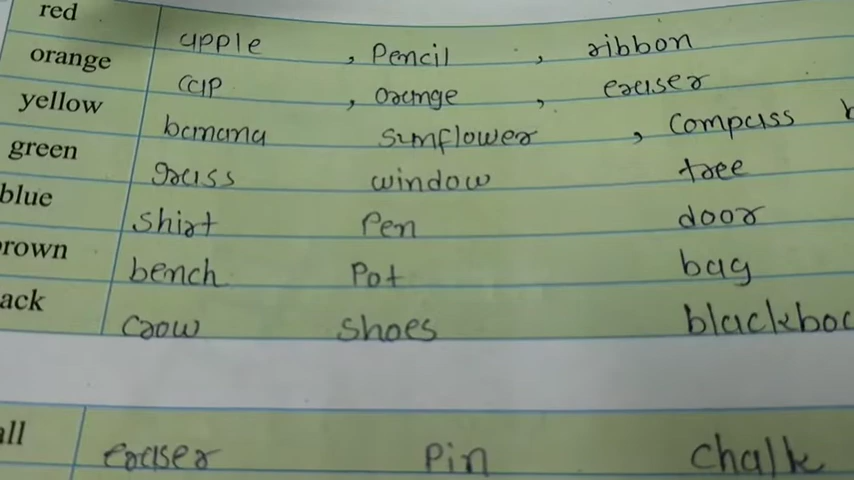 red apple , pencil , ribbon
orange cap , orange , eraser
yellow banana sunflower , compass b
green grass window tree
blue shirt pen door
rown bench pot bag
ack crow shoes blackboa
all eraser pin chalk